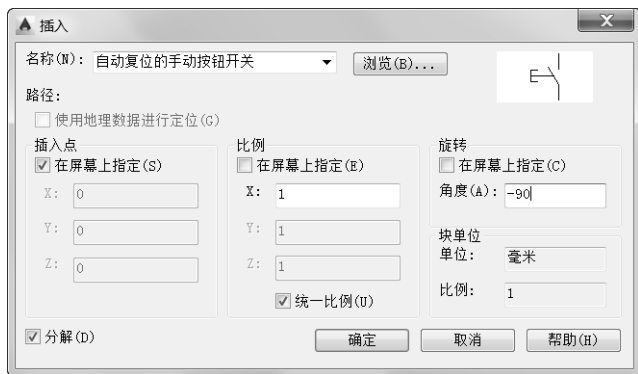 插入
名称(N): 自动复位的手动按钮开关 浏览(B)...
路径:
使用地理数据进行定位(G)
插入点 比例 旋转
在屏幕上指定(S) 在屏幕上指定(E) 在屏幕上指定(C)
X: 0 X: 1 角度(A): -90
Y: 0 Y: 1 块单位
单位: 毫米
Z: 0 Z: 1 比例: 1
统一比例(U)
分解(D) 确定 取消 帮助(H)